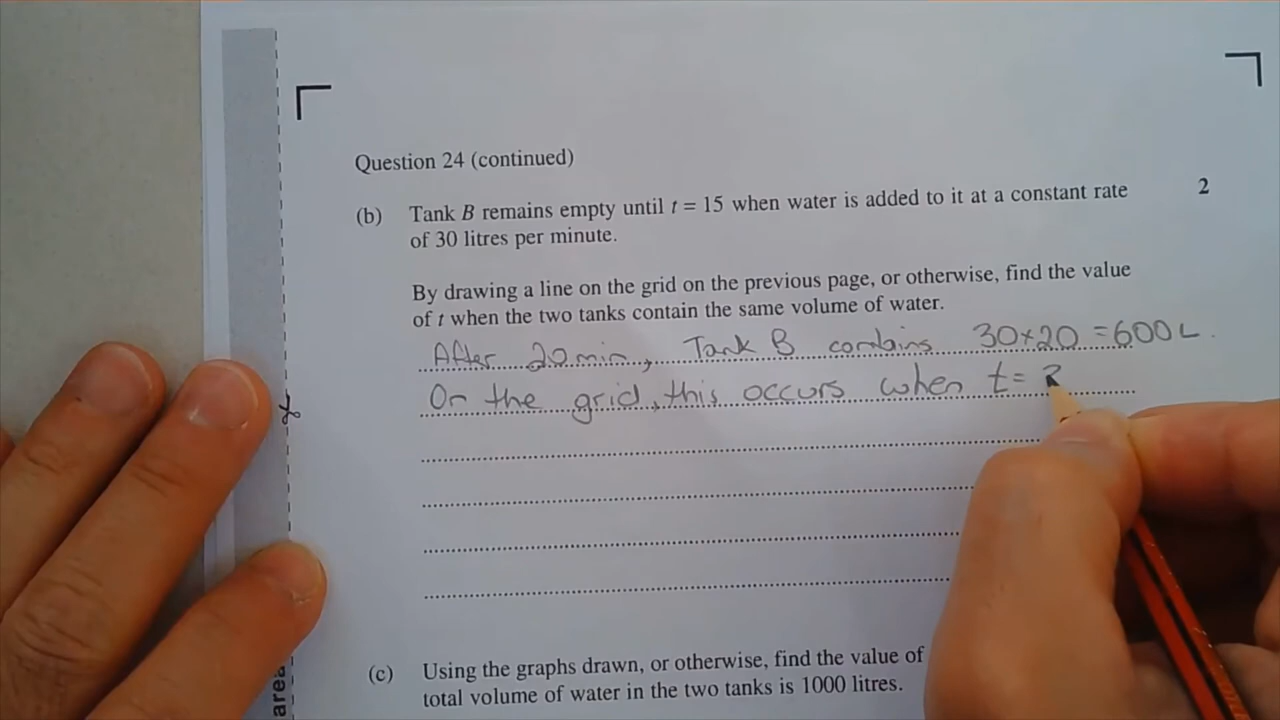 Question 24 (continued)
(b) Tank B remains empty until t = 15 when water is added to it at a constant rate 2
of 30 litres per minute.
By drawing a line on the grid on the previous page, or otherwise, find the value
of t when the two tanks contain the same volume of water.
After 20 min, Tank B contains 30×20 = 600 L.
On the grid, this occurs when t =
(c) Using the graphs drawn, or otherwise, find the value of
total volume of water in the two tanks is 1000 litres.
area